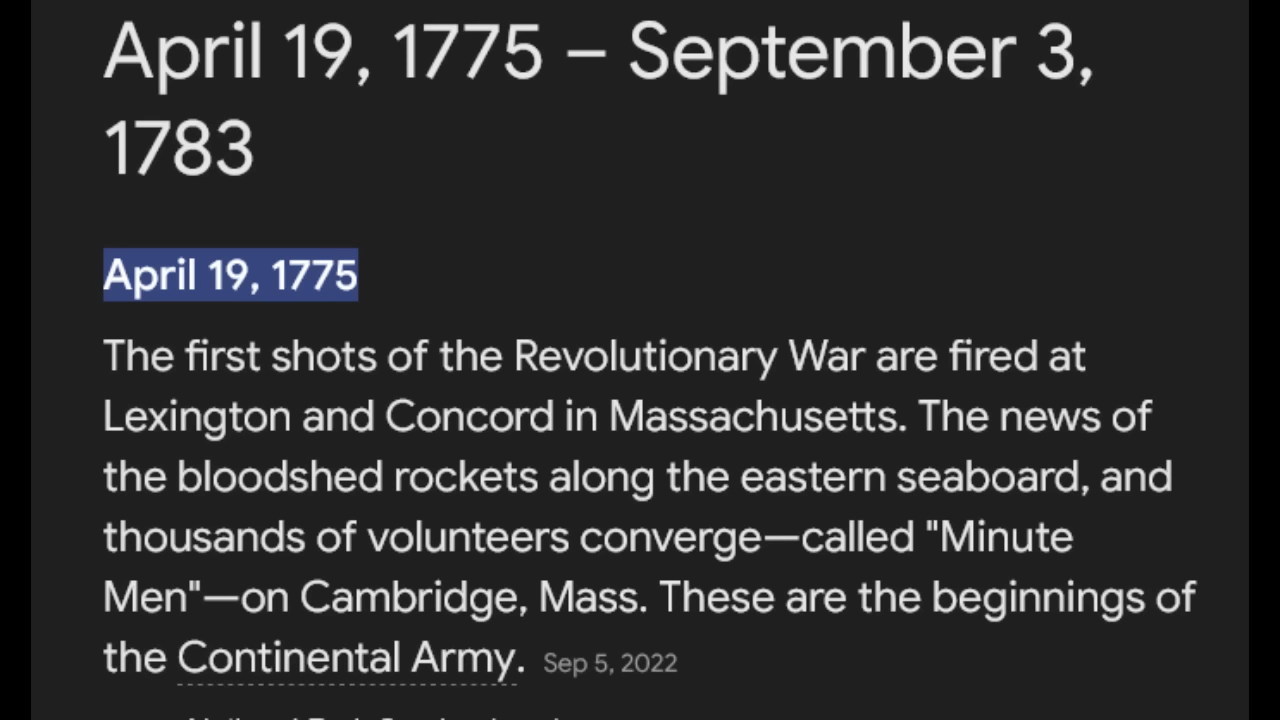 April 19, 1775 – September 3,
1783
April 19, 1775
The first shots of the Revolutionary War are fired at
Lexington and Concord in Massachusetts. The news of
the bloodshed rockets along the eastern seaboard, and
thousands of volunteers converge—called "Minute
Men"—on Cambridge, Mass. These are the beginnings of
the Continental Army. Sep 5, 2022